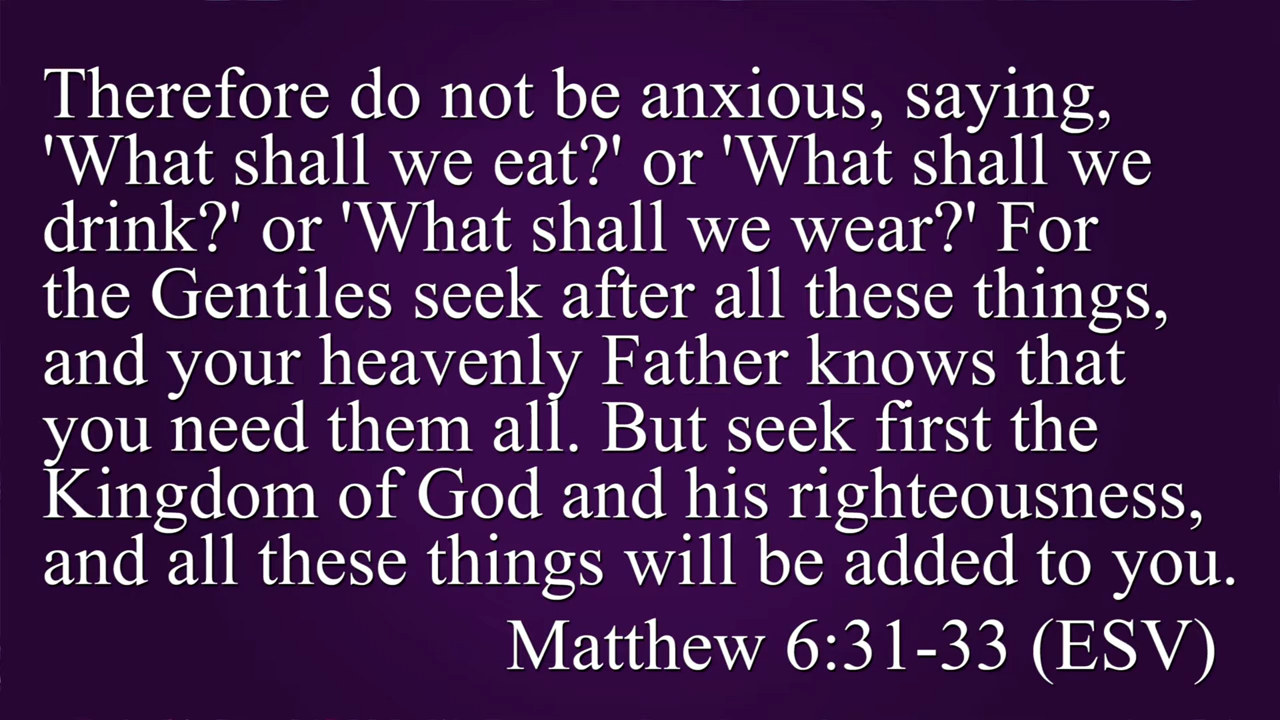 Therefore do not be anxious, saying,
'What shall we eat?' or 'What shall we
drink?' or 'What shall we wear?' For
the Gentiles seek after all these things,
and your heavenly Father knows that
you need them all. But seek first the
Kingdom of God and his righteousness,
and all these things will be added to you.
Matthew 6:31-33 (ESV)